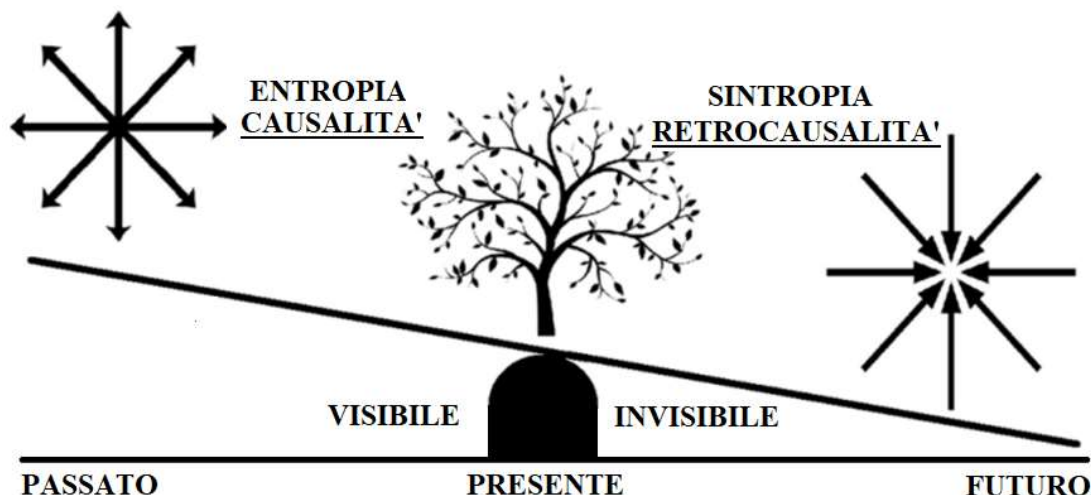 ENTROPIA
CAUSALITA'
SINTROPIA
RETROCAUSALITA'
VISIBILE
INVISIBILE
PASSATO
PRESENTE
FUTURO